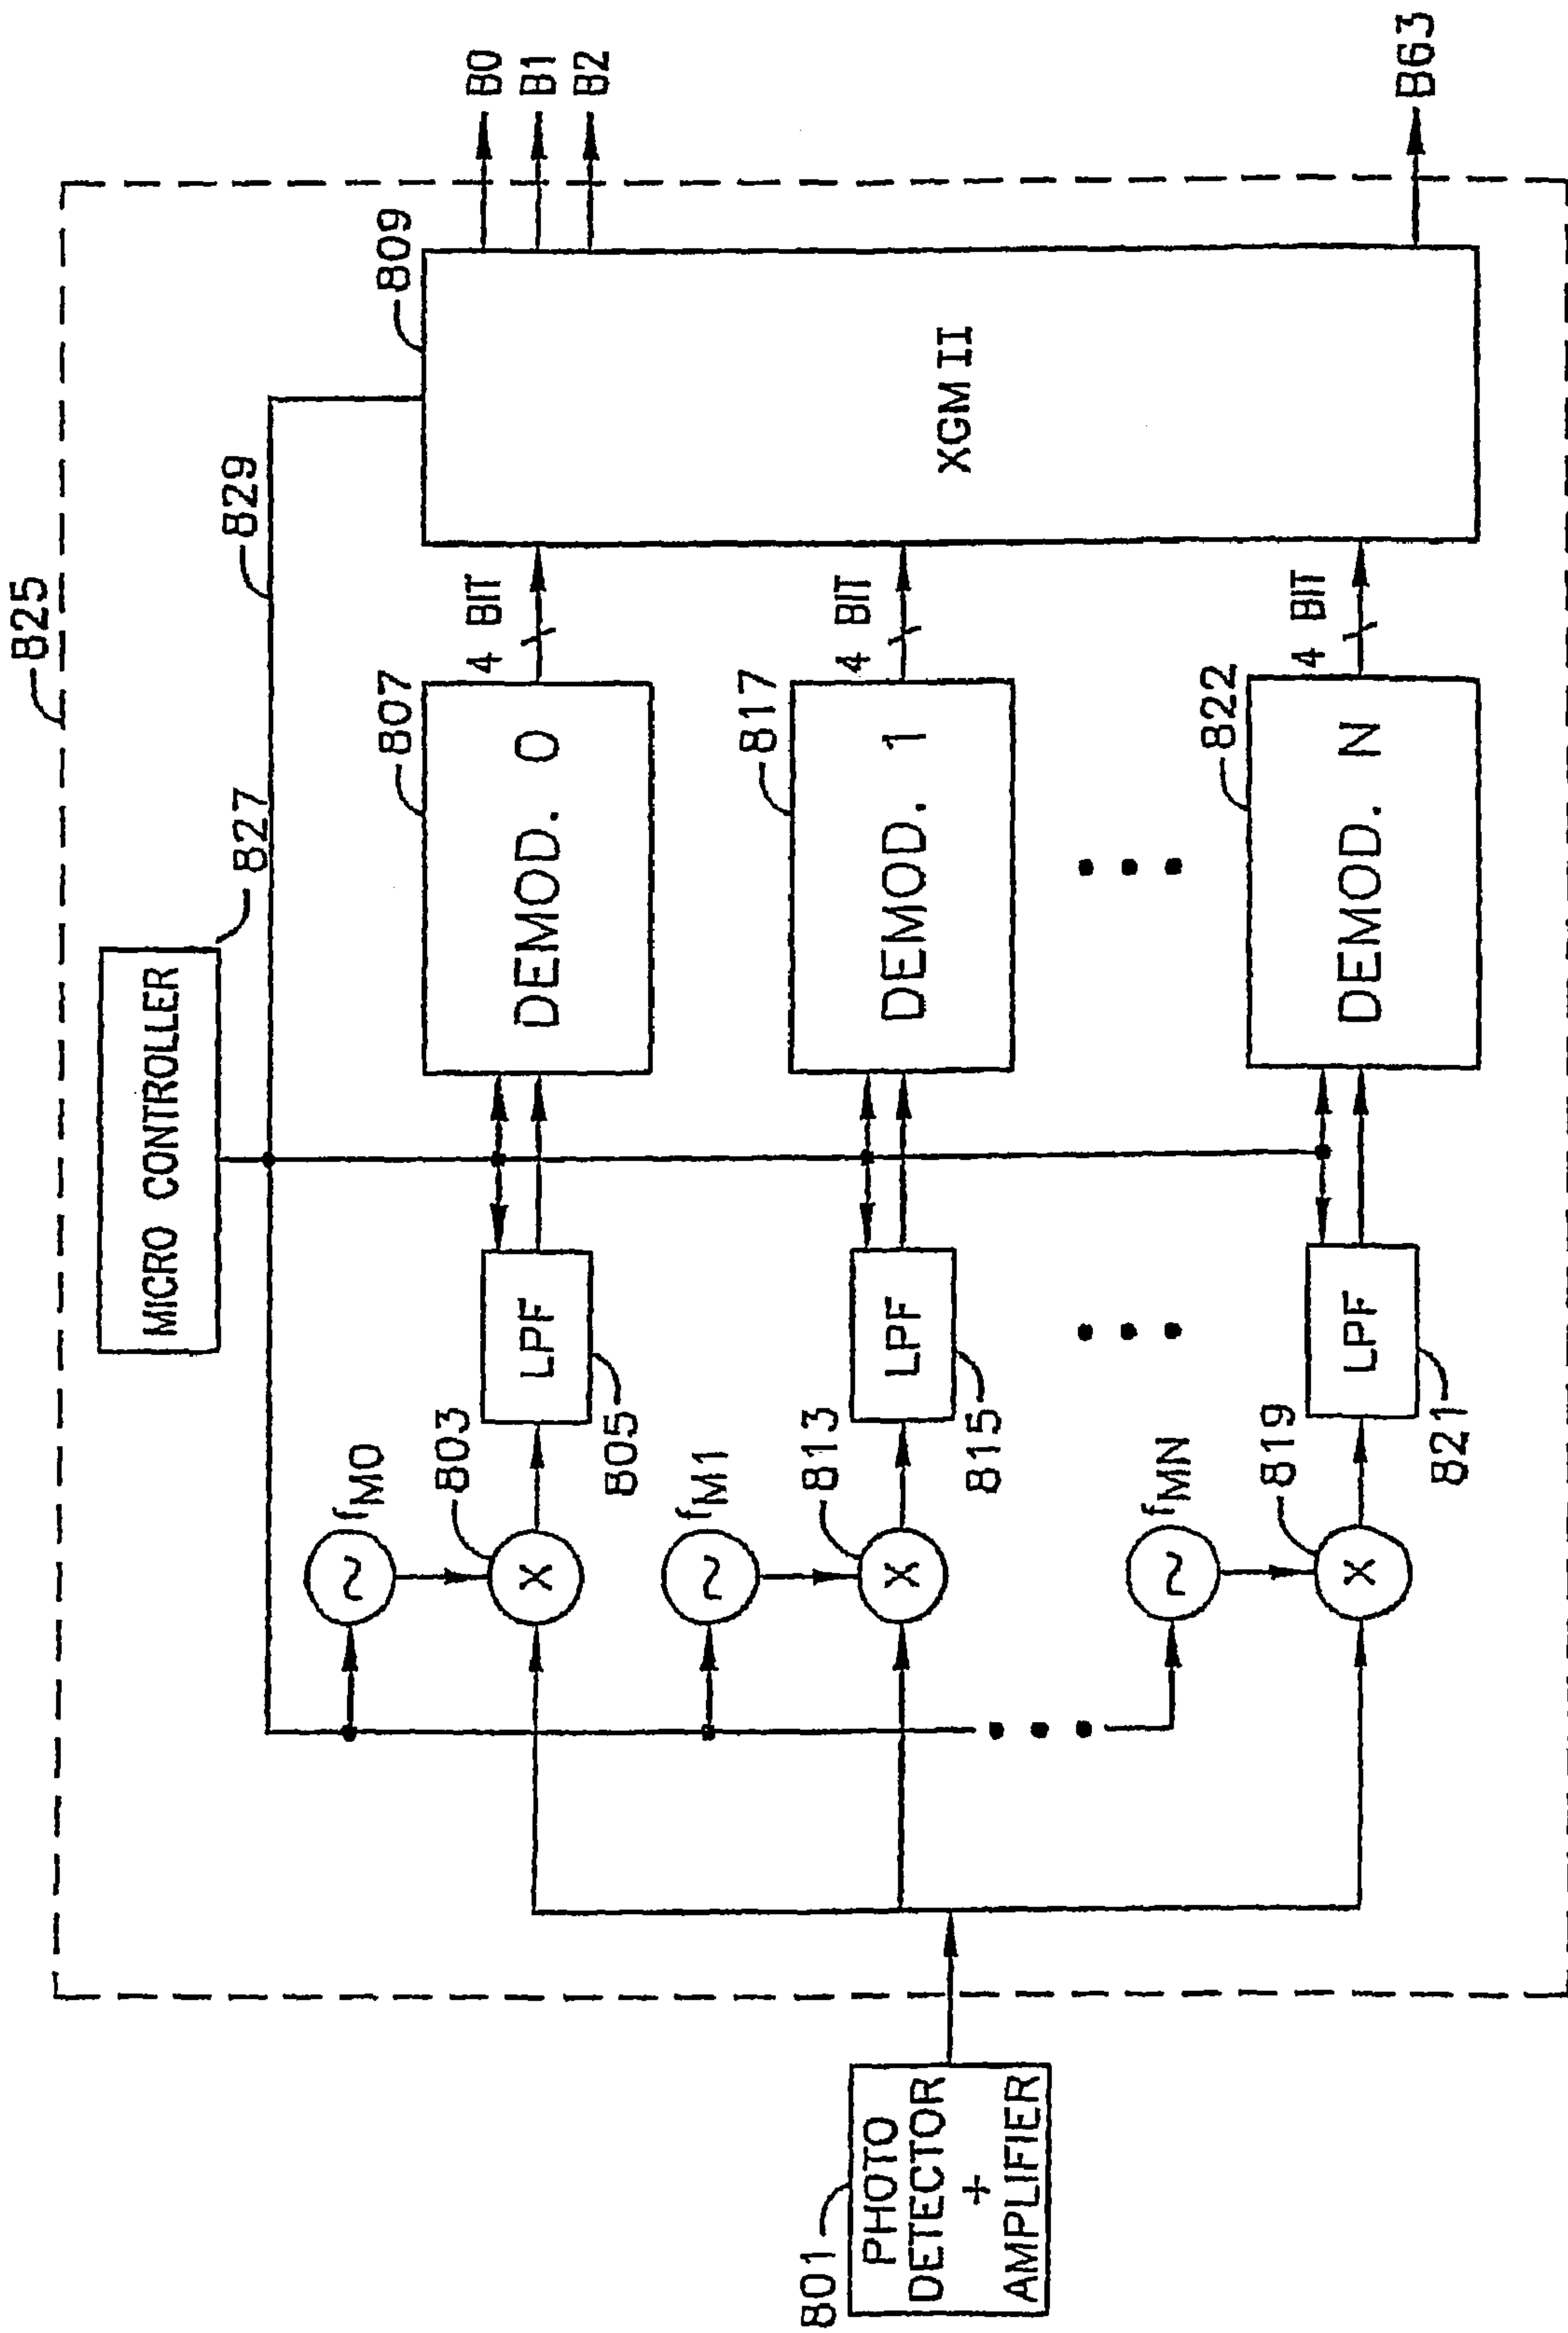 825
MICRO CONTROLLER
827
829
809
B0
B1
B2
B63
XGM II
fM0
803
LPF
805
807
DEMOD. 0
4 BIT
fM1
813
LPF
815
817
DEMOD. 1
4 BIT
fMN
819
LPF
821
822
DEMOD. N
4 BIT
801
PHOTO
DETECTOR
+
AMPLIFIER
X
X
X